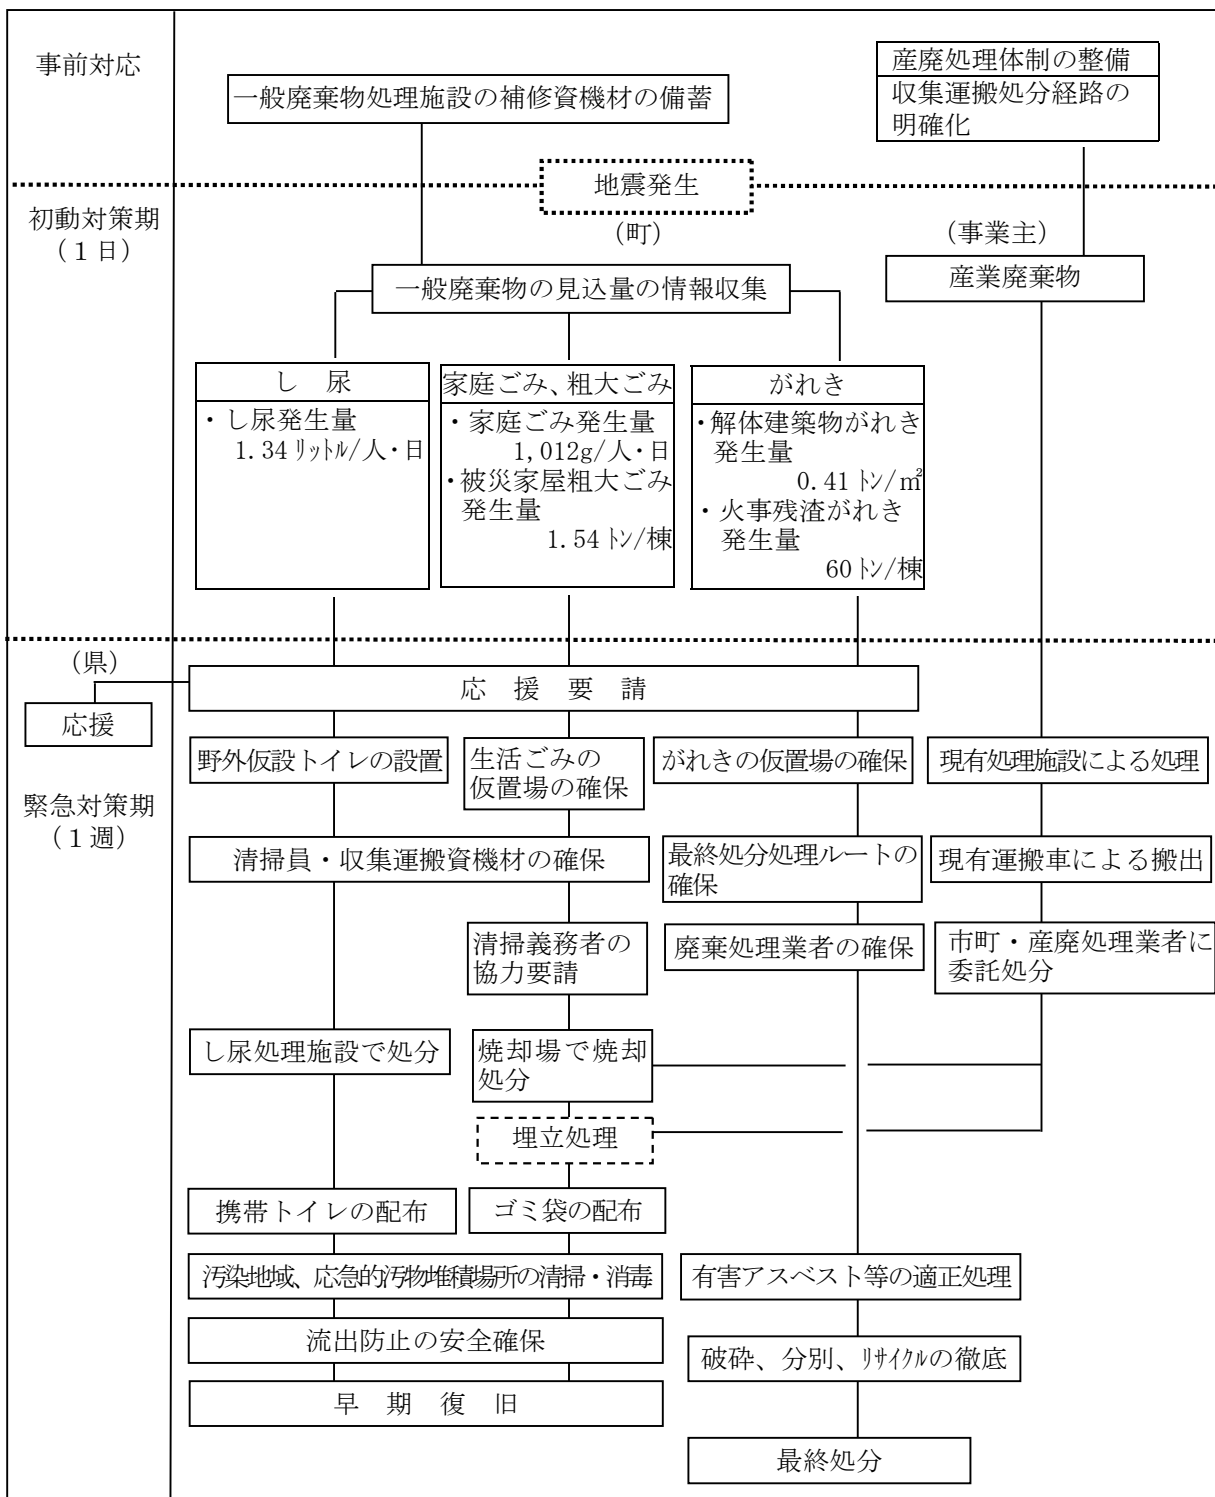 事前対応
一般廃棄物処理施設の補修資機材の備蓄
産廃処理体制の整備
収集運搬処分経路の
明確化
地震発生
初動対策期
(1日)
(町)
(事業主)
一般廃棄物の見込量の情報収集
産業廃棄物
し 尿
・し尿発生量
1.34 ﾘｯﾄﾙ/人・日
家庭ごみ、粗大ごみ
・家庭ごみ発生量
1,012g/人・日
・被災家屋粗大ごみ
発生量
1.54 ﾄﾝ/棟
がれき
・解体建築物がれき
発生量
0.41 ﾄﾝ/㎡
・火事残渣がれき
発生量
60 ﾄﾝ/棟
(県)
応援
応 援 要 請
緊急対策期
(1週)
野外仮設トイレの設置
生活ごみの
仮置場の確保
がれきの仮置場の確保
現有処理施設による処理
清掃員・収集運搬資機材の確保
最終処分処理ルートの
確保
現有運搬車による搬出
清掃義務者の
協力要請
廃棄処理業者の確保
市町・産廃処理業者に
委託処分
し尿処理施設で処分
焼却場で焼却
処分
埋立処理
携帯トイレの配布
ゴミ袋の配布
汚染地域、応急的汚物堆積場所の清掃・消毒
有害アスベスト等の適正処理
流出防止の安全確保
破砕、分別、ﾘｻｲｸﾙの徹底
早 期 復 旧
最終処分